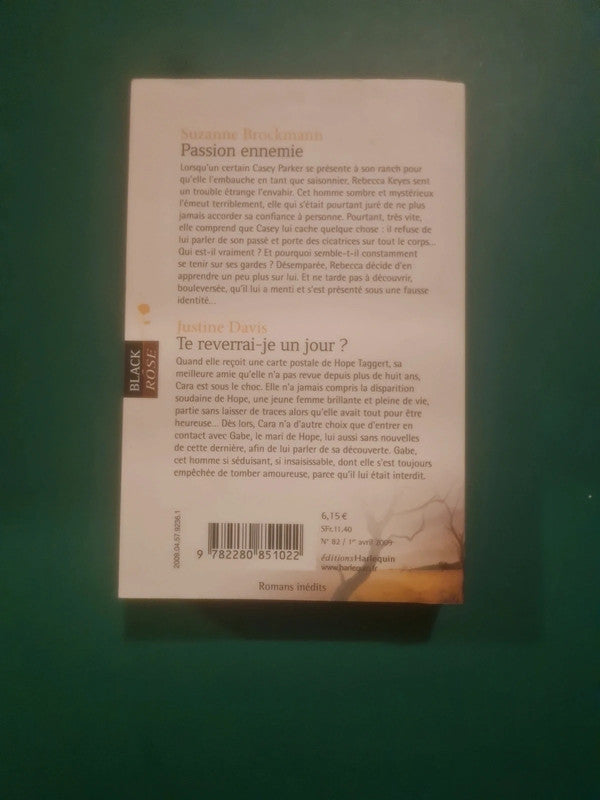 Suzanne Brockmann
Passion ennemie
Lorsqu'un certain Casey Parker se présente à son ranch pour
qu'elle l'embauche en tant que saisonnier, Rebecca Keyes sent
un trouble étrange l'envahir. Cet homme sombre et mystérieux
l'émeut terriblement, elle qui s'était pourtant juré de ne plus
jamais accorder sa confiance à personne. Pourtant, très vite,
elle comprend que Casey lui cache quelque chose : il refuse de
lui parler de son passé et porte des cicatrices sur tout le corps...
Qui est-il vraiment ? Et pourquoi semble-t-il constamment
se tenir sur ses gardes ? Désemparée, Rebecca décide d'en
apprendre un peu plus sur lui. Et ne tarde pas à découvrir,
bouleversée, qu'il lui a menti et s'est présenté sous une fausse
identité...
Justine Davis
Te reverrai-je un jour ?
Quand elle reçoit une carte postale de Hope Taggert, sa
meilleure amie qu'elle n'a pas revue depuis plus de huit ans,
Cara est sous le choc. Elle n'a jamais compris la disparition
soudaine de Hope, une jeune femme brillante et pleine de vie,
partie sans laisser de traces alors qu'elle avait tout pour être
heureuse... Dès lors, Cara n'a d'autre choix que d'entrer en
contact avec Gabe, le mari de Hope, lui aussi sans nouvelles
de cette dernière, afin de lui parler de sa découverte. Gabe,
cet homme si séduisant, si insaisissable, dont elle s'est toujours
empêchée de tomber amoureuse, parce qu'il lui était interdit.
BLACK
ROSE
2009.04.57.9236.1
9 782280 851022
6,15 €
SFr.11,40
N° 82 / 1er avril 2009
éditionsHarlequin
www.harlequin.fr
Romans inédits